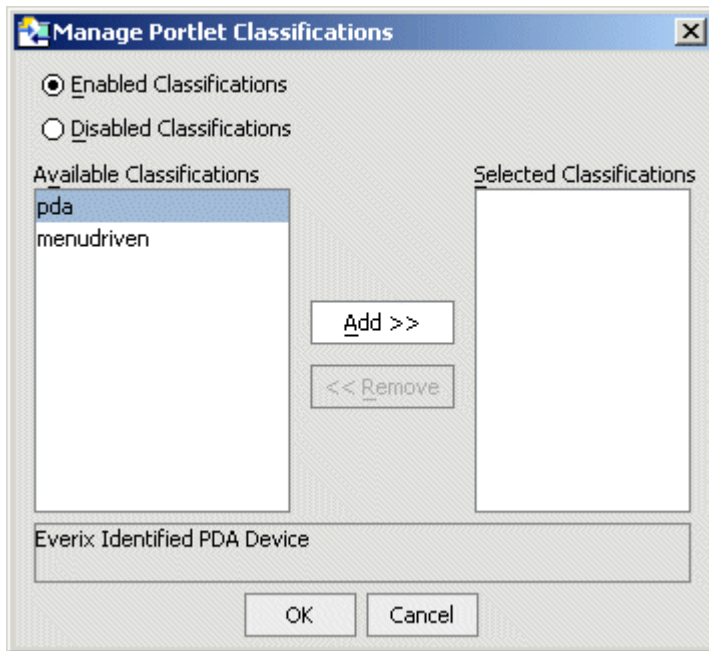 Manage Portlet Classifications
Enabled Classifications
Disabled Classifications
Available Classifications
Selected Classifications
pda
menudriven
Add >>
<< Remove
Everix Identified PDA Device
OK
Cancel